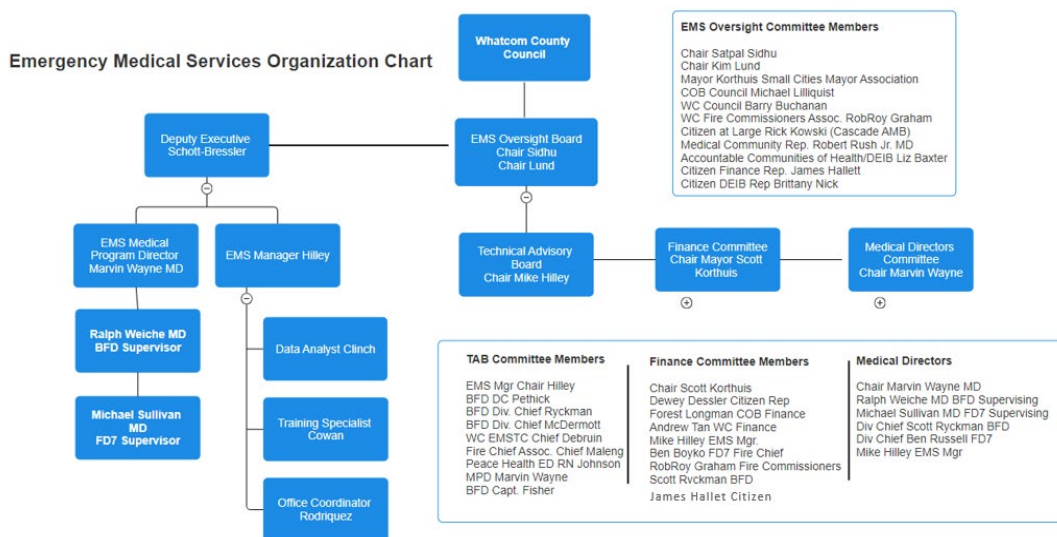 Emergency Medical Services Organization Chart
Whatcom County
Council
EMS Oversight Committee Members
Chair Satpal Sidhu
Chair Kim Lund
Mayor Korthuis Small Cities Mayor Association
COB Council Michael Lilliquist
WC Council Barry Buchanan
WC Fire Commissioners Assoc. RobRoy Graham
Citizen at Large Rick Kowski (Cascade AMB)
Medical Community Rep. Robert Rush Jr. MD
Accountable Communities of Health/DEIB Liz Baxter
Citizen Finance Rep. James Hallett
Citizen DEIB Rep Brittany Nick
Deputy Executive
Schott-Bressler
EMS Oversight Board
Chair Sidhu
Chair Lund
EMS Medical
Program Director
Marvin Wayne MD
EMS Manager Hilley
Technical Advisory
Board
Chair Mike Hilley
Finance Committee
Chair Mayor Scott
Korthuis
Medical Directors
Committee
Chair Marvin Wayne
Ralph Weiche MD
BFD Supervisor
Michael Sullivan
MD
FD7 Supervisor
Data Analyst Clinch
Training Specialist
Cowan
Office Coordinator
Rodriquez
TAB Committee Members
EMS Mgr Chair Hilley
BFD DC Pethick
BFD Div. Chief Ryckman
BFD Div. Chief McDermott
WC EMSTC Chief Debruin
Fire Chief Assoc. Chief Maleng
Peace Health ED RN Johnson
MPD Marvin Wayne
BFD Capt. Fisher
Finance Committee Members
Chair Scott Korthuis
Dewey Dessler Citizen Rep
Forest Longman COB Finance
Andrew Tan WC Finance
Mike Hilley EMS Mgr.
Ben Boyko FD7 Fire Chief
RobRoy Graham Fire Commissioners
Scott Ryckman BFD
James Hallet Citizen
Medical Directors
Chair Marvin Wayne MD
Ralph Weiche MD BFD Supervising
Michael Sullivan MD FD7 Supervising
Div Chief Scott Ryckman BFD
Div Chief Ben Russell FD7
Mike Hilley EMS Mgr